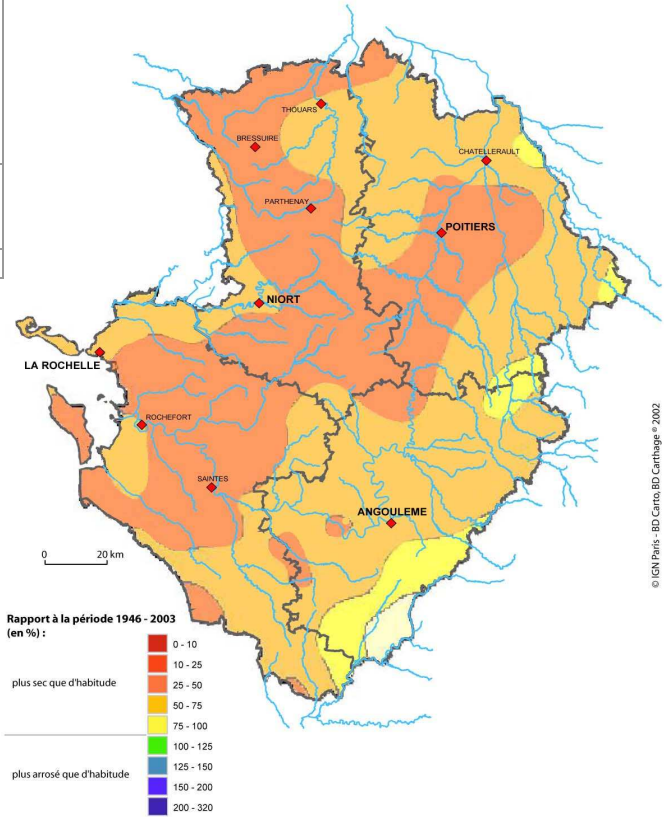 THOUARS
BRESSUIRE
CHATELLERAULT
PARTHENAY
POITIERS
NIORT
LA ROCHELLE
ROCHEFORT
SAINTES
ANGOULEME
0 20 km
© IGN Paris - BD Carto, BD Carthage ® 2002
Rapport à la période 1946 - 2003
(en %) :
0 - 10
10 - 25
plus sec que d'habitude
25 - 50
50 - 75
75 - 100
100 - 125
plus arrosé que d'habitude
125 - 150
150 - 200
200 - 320